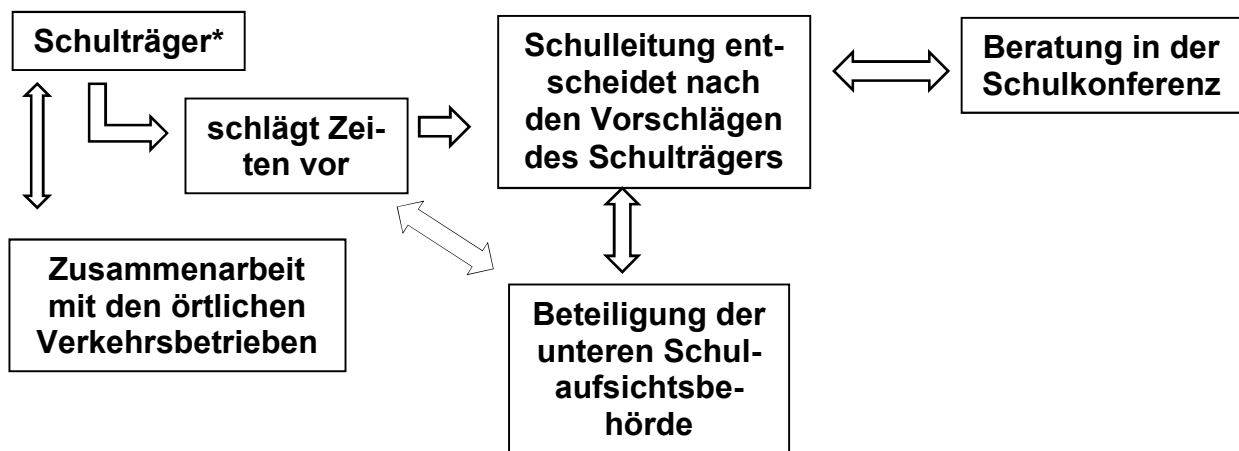 Schulträger*
schlägt Zei-
ten vor
Schulleitung ent-
scheidet nach
den Vorschlägen
des Schulträgers
Beratung in der
Schulkonferenz
Zusammenarbeit
mit den örtlichen
Verkehrsbetrieben
Beteiligung der
unteren Schul-
aufsichtsbe-
hörde